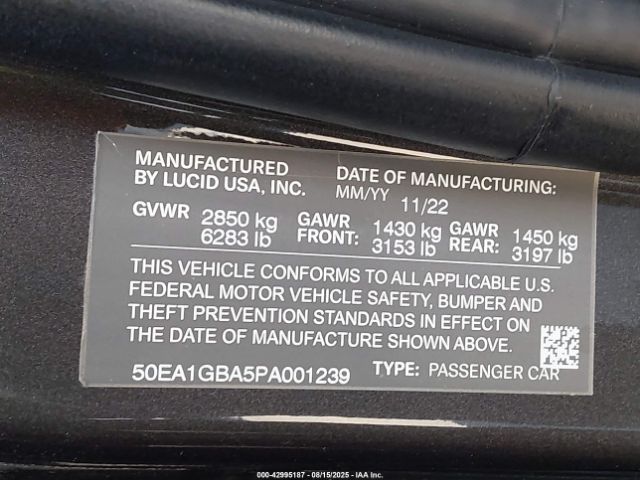 MANUFACTURED BY LUCID USA, INC.
DATE OF MANUFACTURING: MM/YY 11/22
GVWR 2850 kg 6283 lb
GAWR FRONT: 1430 kg 3153 lb
GAWR REAR: 1450 kg 3197 lb
THIS VEHICLE CONFORMS TO ALL APPLICABLE U.S.
FEDERAL MOTOR VEHICLE SAFETY, BUMPER AND
THEFT PREVENTION STANDARDS IN EFFECT ON
THE DATE OF MANUFACTURE SHOWN ABOVE.
50EA1GBA5PA001239 TYPE: PASSENGER CAR
000-42995187 - 08/15/2025 - IAA Inc.